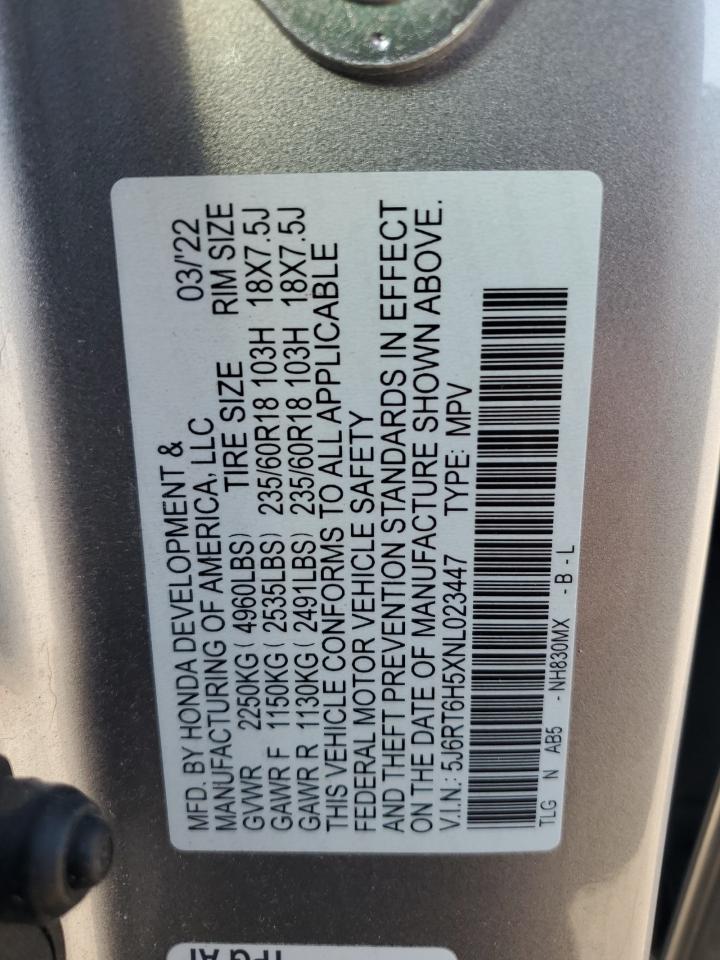 MFD. BY HONDA DEVELOPMENT & 03/'22
MANUFACTURING OF AMERICA, LLC
TIRE SIZE RIM SIZE
GVWR 2250KG ( 4960LBS)
GAWR F 1150KG ( 2535LBS) 235/60R18 103H 18X7.5J
GAWR R 1130KG ( 2491LBS) 235/60R18 103H 18X7.5J
THIS VEHICLE CONFORMS TO ALL APPLICABLE
FEDERAL MOTOR VEHICLE SAFETY
AND THEFT PREVENTION STANDARDS IN EFFECT
ON THE DATE OF MANUFACTURE SHOWN ABOVE.
V.I.N.: 5J6RT6H5XNL023447 TYPE: MPV
TLG N AB5 - NH830MX - B - L